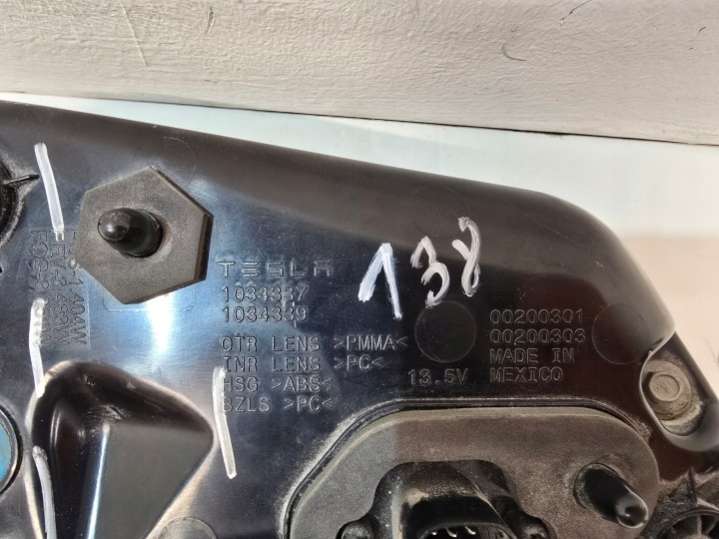 TESLA
1034337
1034339
OTR LENS >PMMA<
INR LENS >PC<
HSG >ABS<
BZLS >PC<
13.5V
138
00200301
00200303
MADE IN
MEXICO